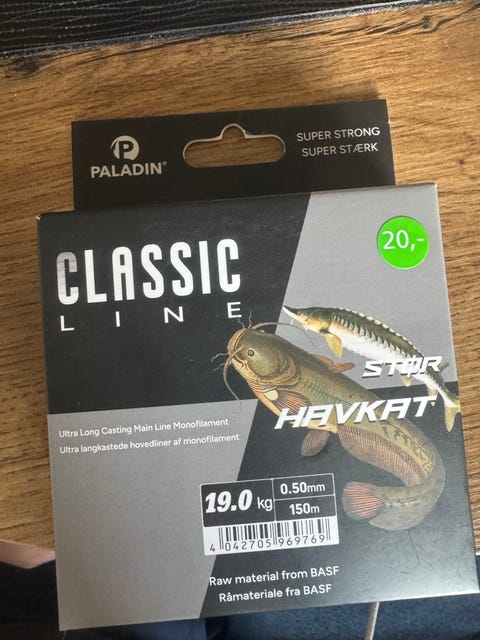 PALADIN®
SUPER STRONG
SUPER STÆRK
20,-
CLASSIC
LINE
STØR
HAVKAT
Ultra Long Casting Main Line Monofilament
Ultra langkastede hovedliner af monofilament
19.0 kg
0.50mm
150m
4 042705 969769
Raw material from BASF
Råmateriale fra BASF